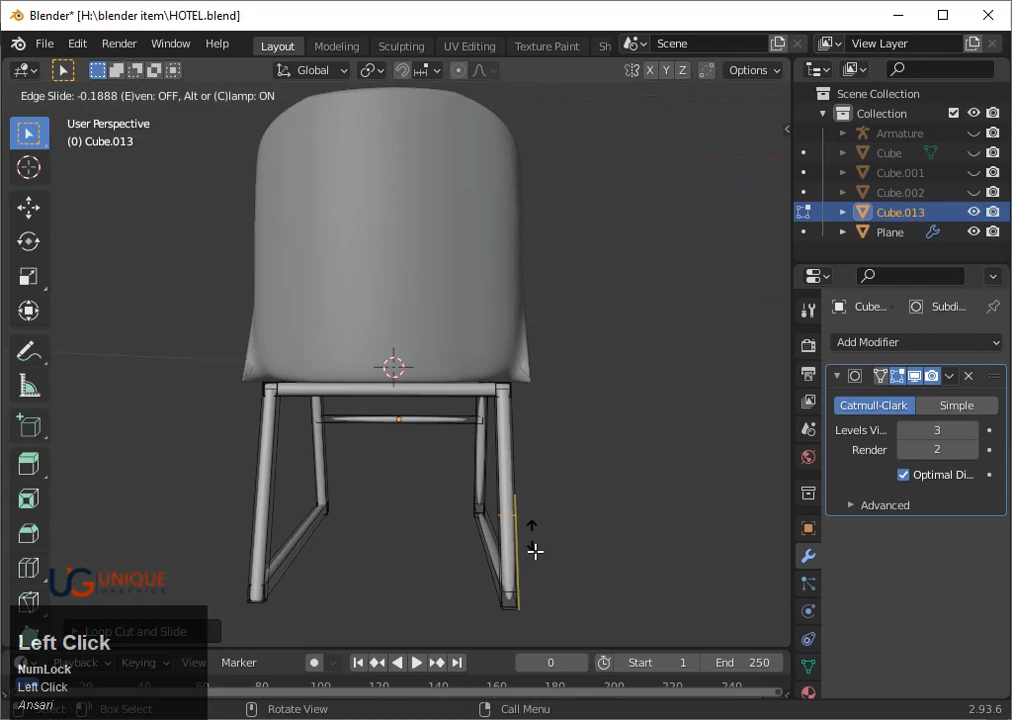 Blender* [H:\blender item\HOTEL.blend]
File Edit Render Window Help Layout Modeling Sculpting UV Editing Texture Paint Sh Scene View Layer
Global X Y Z Options
Edge Slide: -0.1888 (E)ven: OFF, Alt or (C)lamp: ON
User Perspective
(0) Cube.013
Scene Collection
Collection
Armature
Cube
Cube.001
Cube.002
Cube.013
Plane
Cube.. Subdi..
Add Modifier
Catmull-Clark Simple
Levels Vi... 3
Render 2
Optimal Di...
Advanced
UG UNIQUE
GRAPHICS
Loop Cut and Slide
Left Click
NumLock
Left Click
Ansari
Playback Keying View Marker 0 Start 1 End 250
80 100 120 140 160 180 200 220 240
Select Box Select Rotate View Call Menu 2.93.6